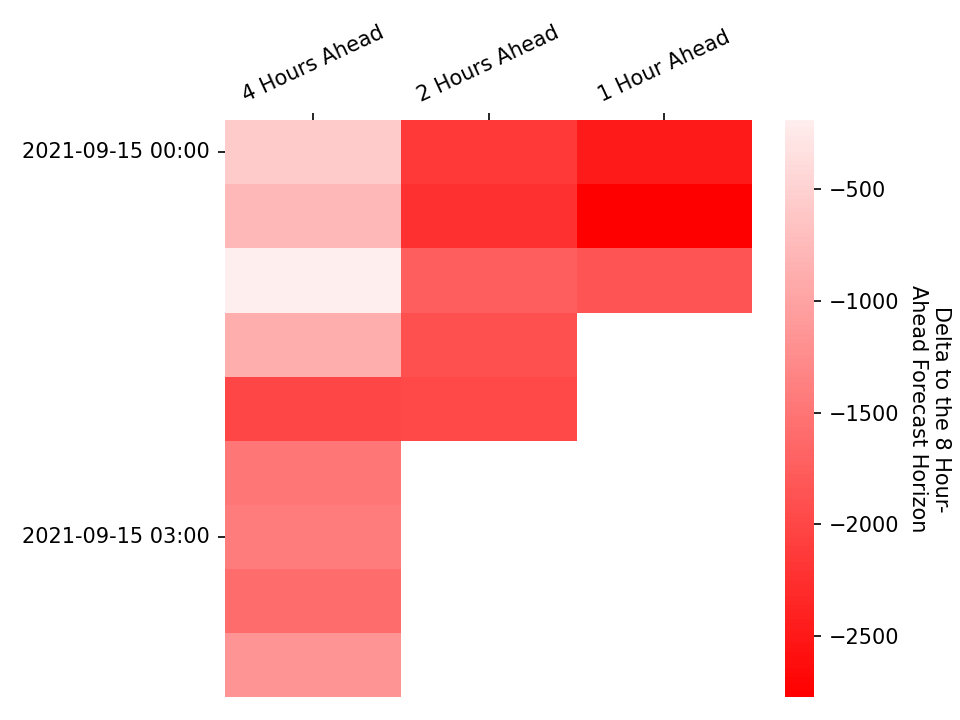 4 Hours Ahead
2 Hours Ahead
1 Hour Ahead
2021-09-15 00:00
2021-09-15 03:00
−500
−1000
−1500
−2000
−2500
Delta to the 8 Hour-
Ahead Forecast Horizon